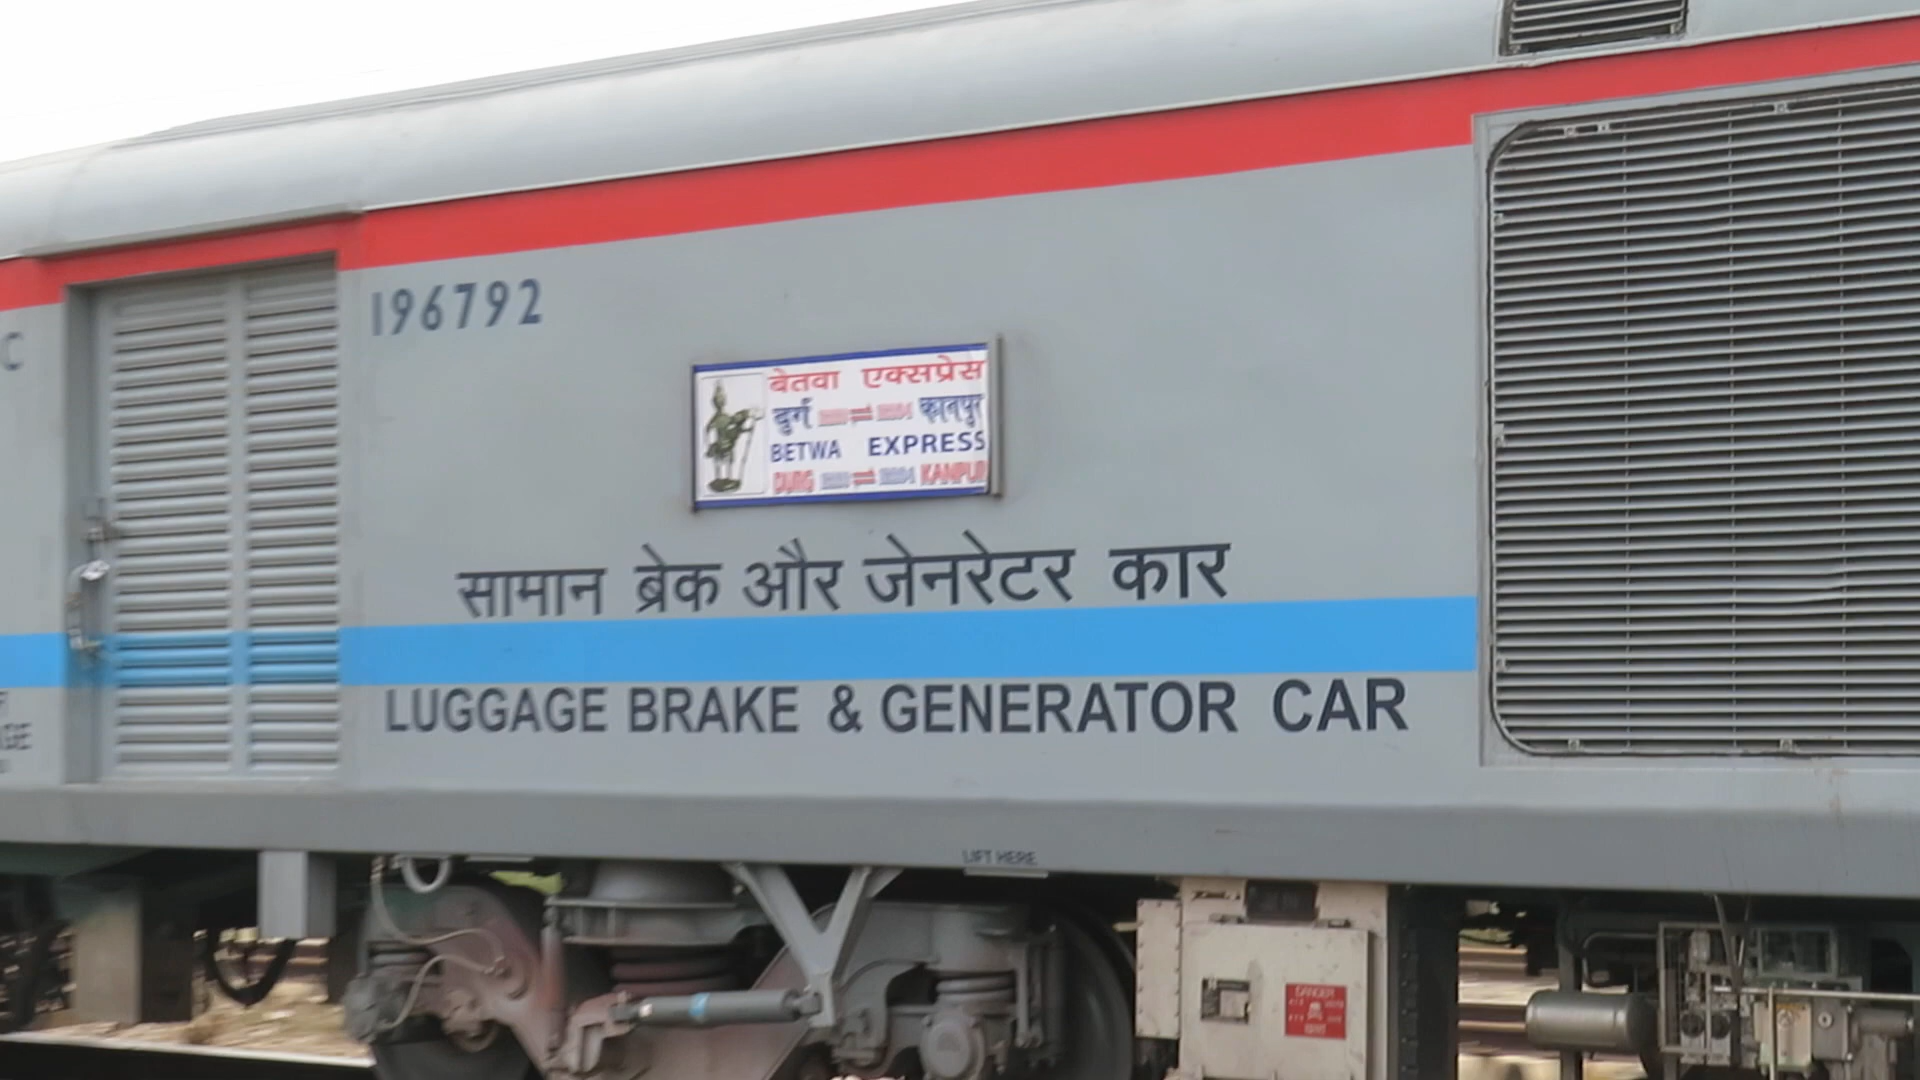 C
196792
बेतवा एक्सप्रेस
दुर्ग ⇌ कानपुर
BETWA EXPRESS
DURG ⇌ KANPUR
सामान ब्रेक और जेनरेटर कार
LUGGAGE BRAKE & GENERATOR CAR
LIFT HERE
DANGER